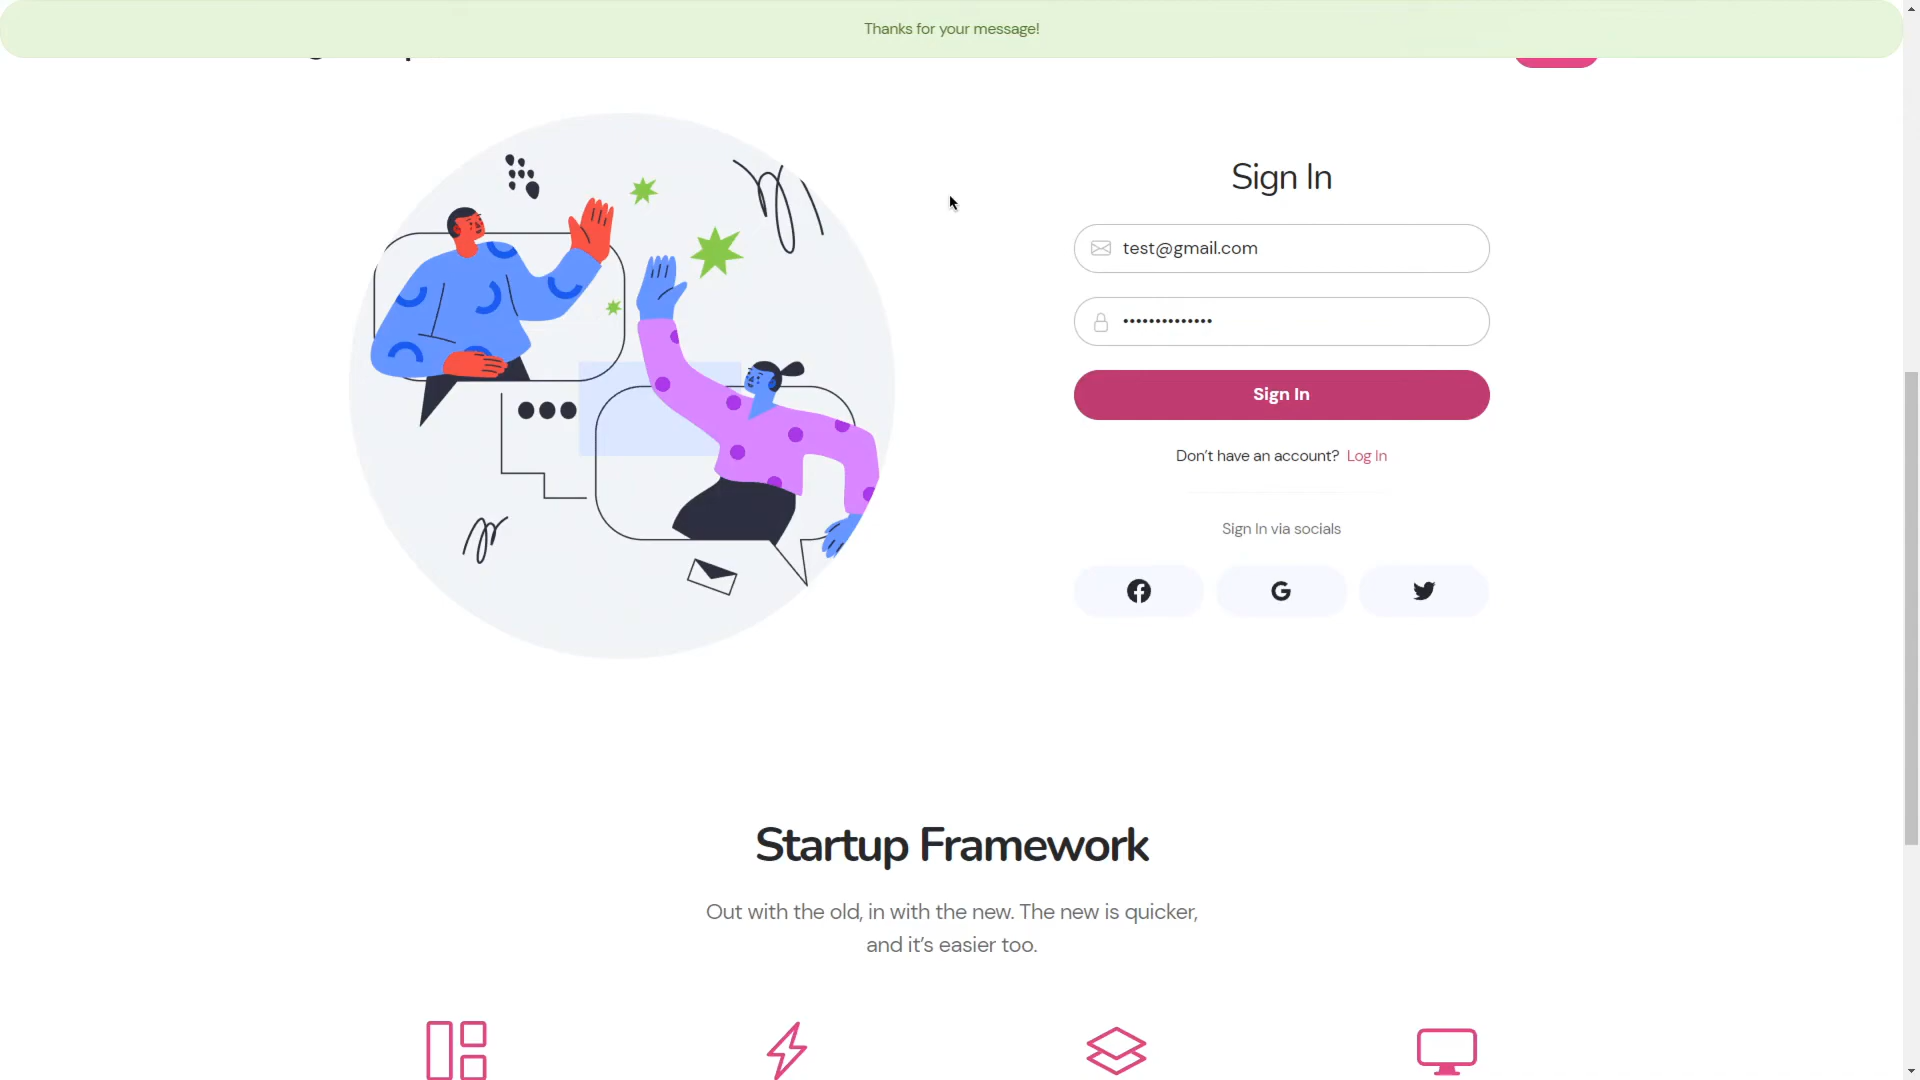 Thanks for your message!
Sign In
test@gmail.com
••••••••••••••
Sign In
Don't have an account? Log In
Sign In via socials
Startup Framework
Out with the old, in with the new. The new is quicker,
and it's easier too.